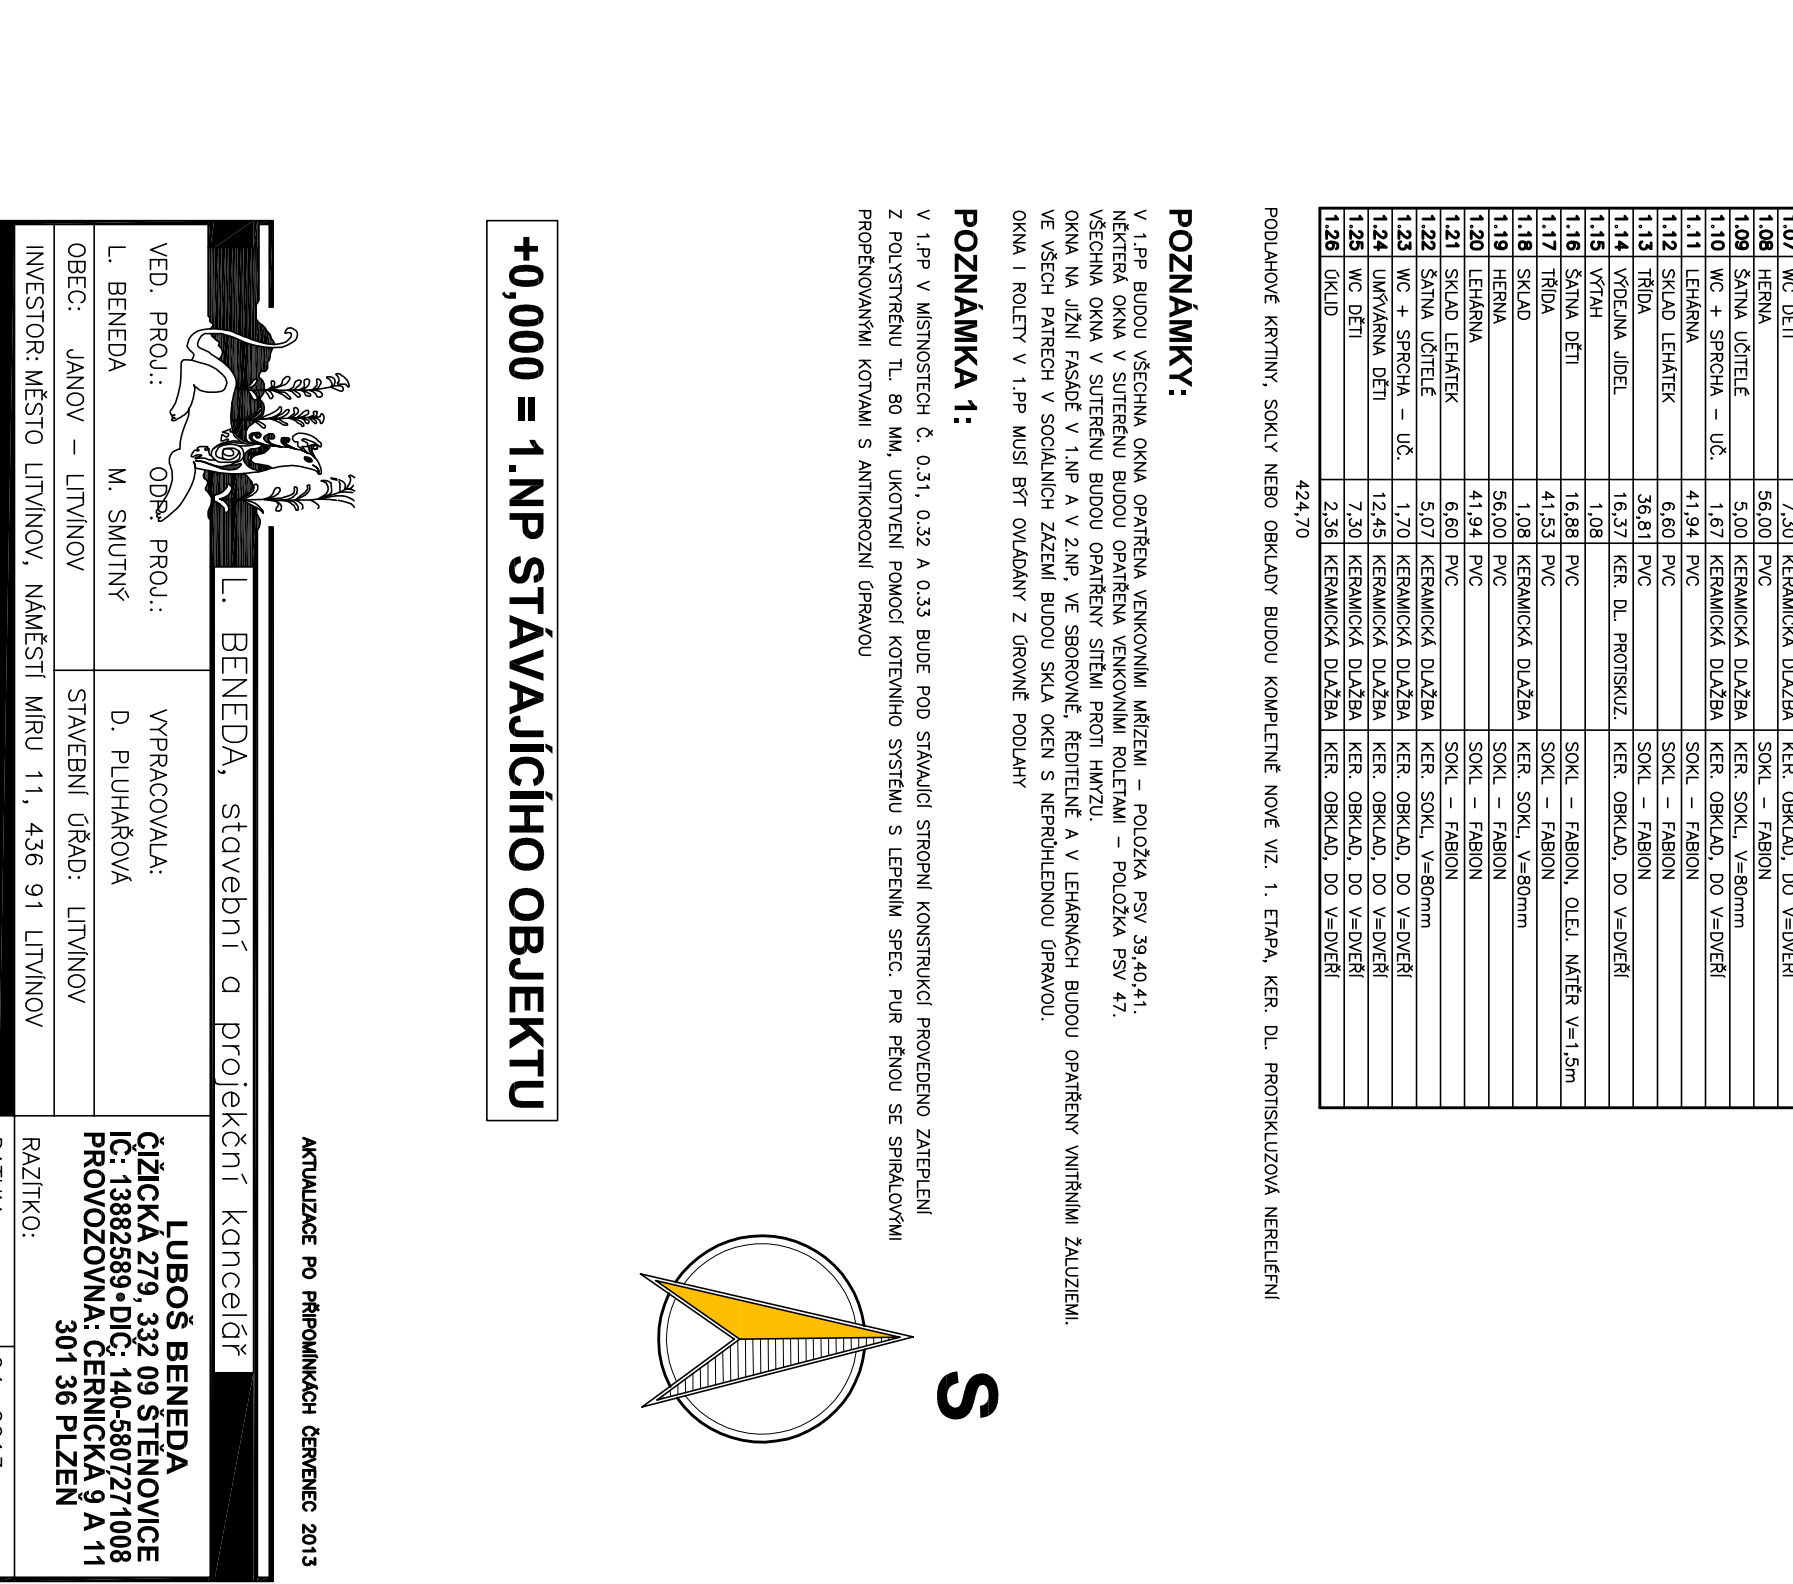 1.07 WC DĚTI 7,30 KERAMICKÁ DLAŽBA KER. OBKLAD, DO V=DVEŘÍ
1.08 HERNA 56,00 PVC SOKL – FABION
1.09 ŠATNA UČITELÉ 5,00 KERAMICKÁ DLAŽBA KER. SOKL, V=80mm
1.10 WC + SPRCHA – UČ. 1,67 KERAMICKÁ DLAŽBA KER. OBKLAD, DO V=DVEŘÍ
1.11 LEHÁRNA 41,94 PVC SOKL – FABION
1.12 SKLAD LEHÁTEK 6,60 PVC SOKL – FABION
1.13 TŘÍDA 36,81 PVC SOKL – FABION
1.14 VÝDEJNA JÍDEL 16,37 KER. DL. PROTISKUZ. KER. OBKLAD, DO V=DVEŘÍ
1.15 VÝTAH 1,08
1.16 ŠATNA DĚTI 16,88 PVC SOKL – FABION, OLEJ. NÁTĚR V=1,5m
1.17 TŘÍDA 41,53 PVC SOKL – FABION
1.18 SKLAD 1,08 KERAMICKÁ DLAŽBA KER. SOKL, V=80mm
1.19 HERNA 56,00 PVC SOKL – FABION
1.20 LEHÁRNA 41,94 PVC SOKL – FABION
1.21 SKLAD LEHÁTEK 6,60 PVC SOKL – FABION
1.22 ŠATNA UČITELÉ 5,07 KERAMICKÁ DLAŽBA KER. SOKL, V=80mm
1.23 WC + SPRCHA – UČ. 1,70 KERAMICKÁ DLAŽBA KER. OBKLAD, DO V=DVEŘÍ
1.24 UMÝVÁRNA DĚTI 12,45 KERAMICKÁ DLAŽBA KER. OBKLAD, DO V=DVEŘÍ
1.25 WC DĚTI 7,30 KERAMICKÁ DLAŽBA KER. OBKLAD, DO V=DVEŘÍ
1.26 ÚKLID 2,36 KERAMICKÁ DLAŽBA KER. OBKLAD, DO V=DVEŘÍ
424,70
PODLAHOVÉ KRYTINY, SOKLY NEBO OBKLADY BUDOU KOMPLETNĚ NOVÉ VIZ. 1. ETAPA, KER. DL. PROTISKLUZOVÁ NERELIÉFNÍ
POZNÁMKY:
V 1.PP BUDOU VŠECHNA OKNA OPATŘENA VENKOVNÍMI MŘÍŽEMI – POLOŽKA PSV 39,40,41.
NĚKTERÁ OKNA V SUTERÉNU BUDOU OPATŘENA VENKOVNÍMI ROLETAMI – POLOŽKA PSV 47.
VŠECHNA OKNA V SUTERÉNU BUDOU OPATŘENY SÍTĚMI PROTI HMYZU.
OKNA NA JIŽNÍ FASÁDĚ V 1.NP A V 2.NP, VE SBOROVNĚ, ŘEDITELNĚ A V LEHÁRNÁCH BUDOU OPATŘENY VNITŘNÍMI ŽALUZIEMI.
VE VŠECH PATRECH V SOCIÁLNÍCH ZÁZEMÍ BUDOU SKLA OKEN S NEPRŮHLEDNOU ÚPRAVOU.
OKNA I ROLETY V 1.PP MUSÍ BÝT OVLÁDÁNY Z ÚROVNĚ PODLAHY
POZNÁMKA 1:
V 1.PP V MÍSTNOSTECH Č. 0.31, 0.32 A 0.33 BUDE POD STÁVAJÍCÍ STROPNÍ KONSTRUKCÍ PROVEDENO ZATEPLENÍ
Z POLYSTYRÉNU TL. 80 MM, UKOTVENÍ POMOCÍ KOTEVNÍHO SYSTÉMU S LEPENÍM SPEC. PUR PĚNOU SE SPIRÁLOVÝMI
PROPĚNOVANÝMI KOTVAMI S ANTIKOROZNÍ ÚPRAVOU
S
+0,000 = 1.NP STÁVAJÍCÍHO OBJEKTU
AKTUALIZACE PO PŘIPOMÍNKÁCH ČERVENEC 2013
L. BENEDA, stavební a projekční kancelář
VED. PROJ.: ODP. PROJ.: VYPRACOVALA:
L. BENEDA M. SMUTNÝ D. PLUHAŘOVÁ
OBEC: JANOV – LITVÍNOV STAVEBNÍ ÚŘAD: LITVÍNOV
INVESTOR: MĚSTO LITVÍNOV, NÁMĚSTÍ MÍRU 11, 436 91 LITVÍNOV
LUBOŠ BENEDA
ČIŽICKÁ 279, 332 09 ŠTĚNOVICE
IČ: 13882589•DIČ: 140-5807271008
PROVOZOVNA: ČERNICKÁ 9 A 11
301 36 PLZEŇ
RAZÍTKO: